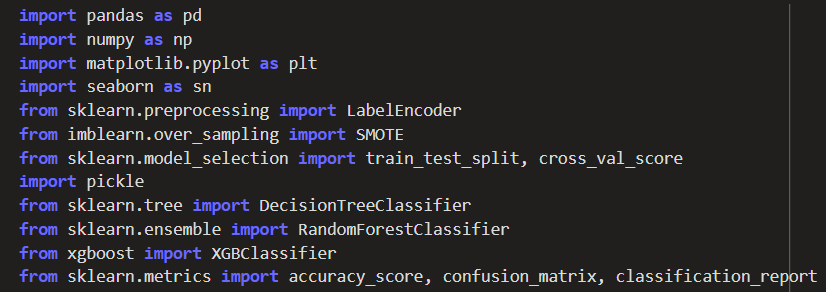 import pandas as pd
import numpy as np
import matplotlib.pyplot as plt
import seaborn as sn
from sklearn.preprocessing import LabelEncoder
from imblearn.over_sampling import SMOTE
from sklearn.model_selection import train_test_split, cross_val_score
import pickle
from sklearn.tree import DecisionTreeClassifier
from sklearn.ensemble import RandomForestClassifier
from xgboost import XGBClassifier
from sklearn.metrics import accuracy_score, confusion_matrix, classification_report